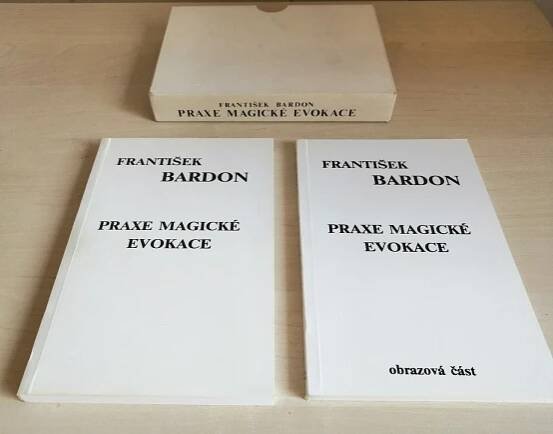 FRANTIŠEK BARDON
PRAXE MAGICKÉ EVOKACE
FRANTIŠEK
BARDON
PRAXE MAGICKÉ
EVOKACE
FRANTIŠEK
BARDON
PRAXE MAGICKÉ
EVOKACE
obrazová část